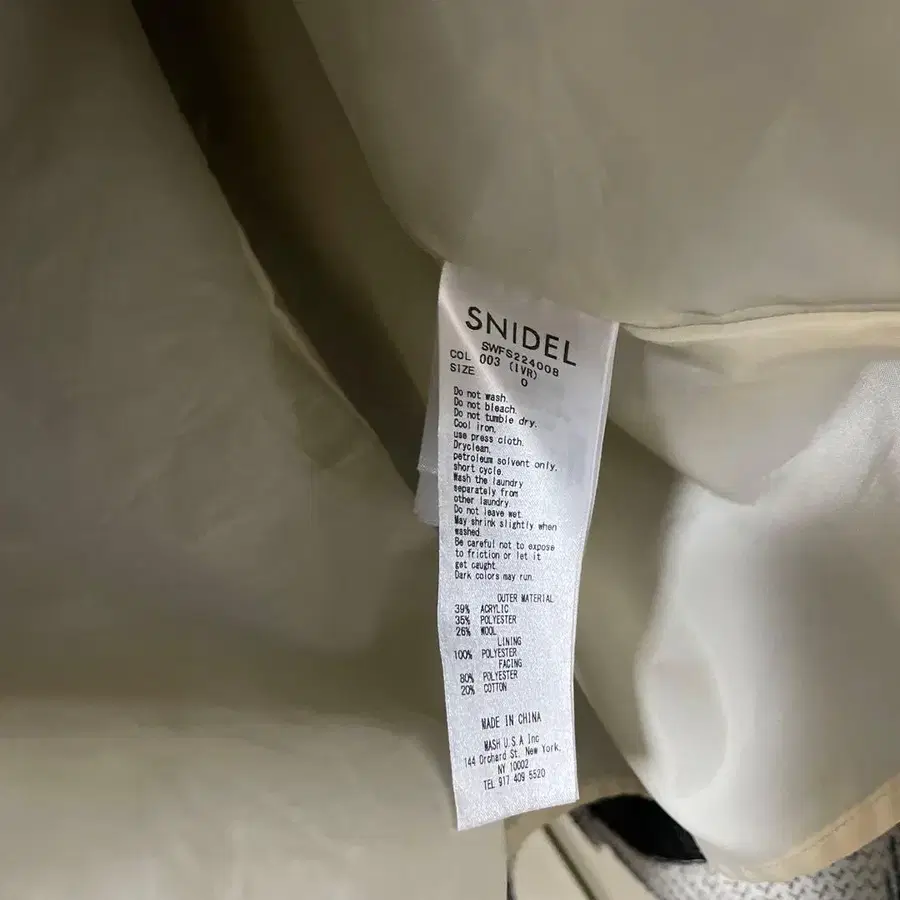 SNIDEL
SWFS224008
COL 003 (IVR)
SIZE 0
Do not wash.
Do not bleach.
Do not tumble dry.
Cool iron,
use press cloth.
Dryclean,
petroleum solvent only,
short cycle.
Wash the laundry
separately from
other laundry.
Do not leave wet.
May shrink slightly when
washed.
Be careful not to expose
to friction or let it
get caught.
Dark colors may run.
OUTER MATERIAL
39% ACRYLIC
35% POLYESTER
26% WOOL
LINING
100% POLYESTER
FACING
80% POLYESTER
20% COTTON
MADE IN CHINA
MASH U.S.A Inc
144 Orchard St. New York,
NY 10002
TEL 917 409 5520